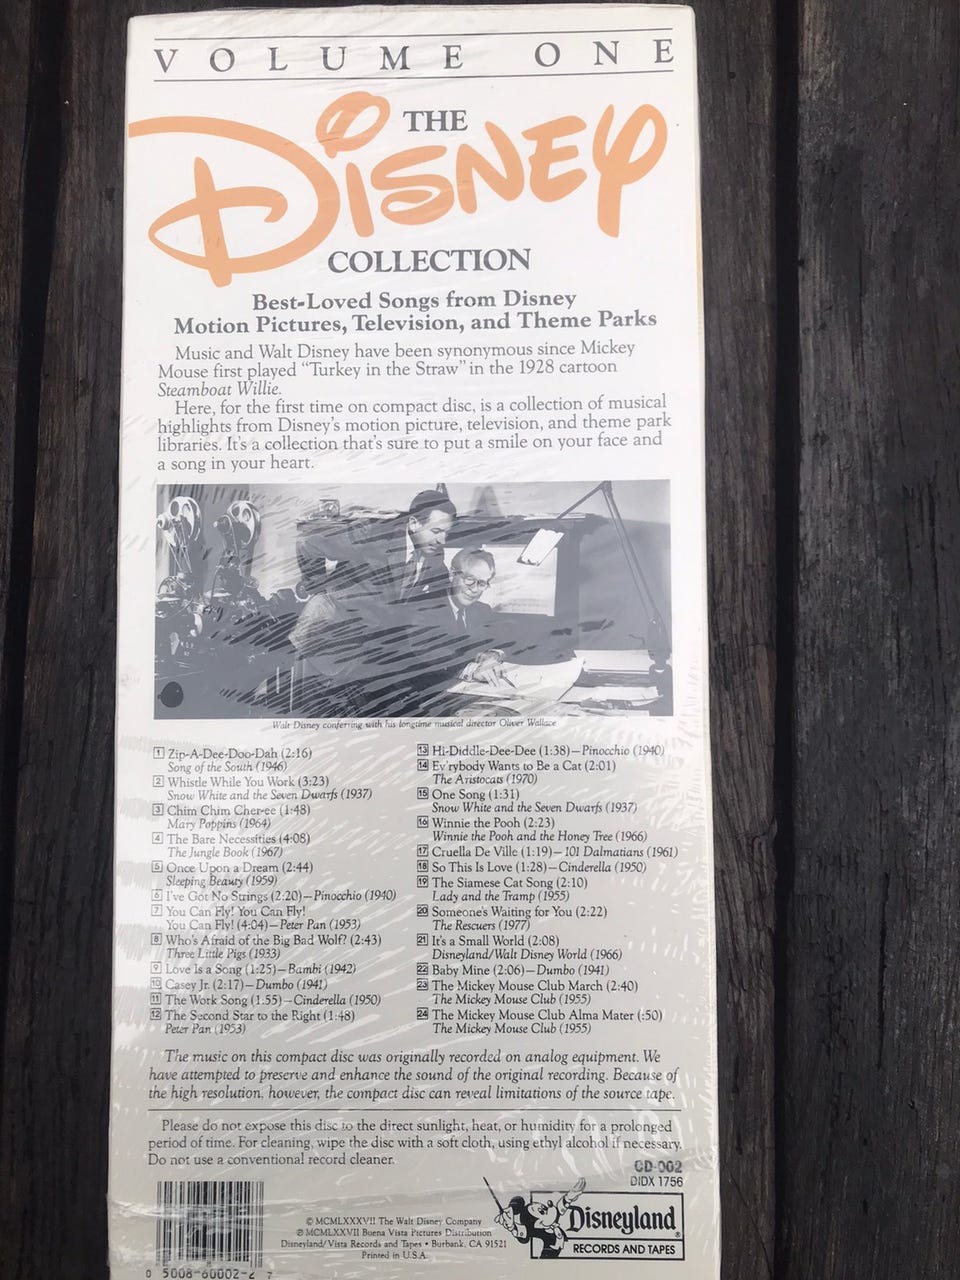 VOLUME ONE
THE
DISNEY
COLLECTION
Best-Loved Songs from Disney
Motion Pictures, Television, and Theme Parks
Music and Walt Disney have been synonymous since Mickey
Mouse first played “Turkey in the Straw” in the 1928 cartoon
Steamboat Willie.
Here, for the first time on compact disc, is a collection of musical
highlights from Disney's motion picture, television, and theme park
libraries. It's a collection that's sure to put a smile on your face and
a song in your heart.
Walt Disney conferring with his longtime musical director Oliver Wallace
1 Zip-A-Dee-Doo-Dah (2:16)
Song of the South (1946)
2 Whistle While You Work (3:23)
Snow White and the Seven Dwarfs (1937)
3 Chim Chim Cher-ee (1:48)
Mary Poppins (1964)
4 The Bare Necessities (4:08)
The Jungle Book (1967)
5 Once Upon a Dream (2:44)
Sleeping Beauty (1959)
6 I've Got No Strings (2:20)—Pinocchio (1940)
7 You Can Fly! You Can Fly!
You Can Fly! (4:04)—Peter Pan (1953)
8 Who's Afraid of the Big Bad Wolf? (2:43)
Three Little Pigs (1933)
9 Love Is a Song (1:25)—Bambi (1942)
10 Casey Jr. (2:17)—Dumbo (1941)
11 The Work Song (1:55)—Cinderella (1950)
12 The Second Star to the Right (1:48)
Peter Pan (1953)
13 Hi-Diddle-Dee-Dee (1:38)—Pinocchio (1940)
14 Ev'rybody Wants to Be a Cat (2:01)
The Aristocats (1970)
15 One Song (1:31)
Snow White and the Seven Dwarfs (1937)
16 Winnie the Pooh (2:23)
Winnie the Pooh and the Honey Tree (1966)
17 Cruella De Ville (1:19)—101 Dalmatians (1961)
18 So This Is Love (1:28)—Cinderella (1950)
19 The Siamese Cat Song (2:10)
Lady and the Tramp (1955)
20 Someone's Waiting for You (2:22)
The Rescuers (1977)
21 It's a Small World (2:08)
Disneyland/Walt Disney World (1966)
22 Baby Mine (2:06)—Dumbo (1941)
23 The Mickey Mouse Club March (2:40)
The Mickey Mouse Club (1955)
24 The Mickey Mouse Club Alma Mater (:50)
The Mickey Mouse Club (1955)
The music on this compact disc was originally recorded on analog equipment. We
have attempted to preserve and enhance the sound of the original recording. Because of
the high resolution, however, the compact disc can reveal limitations of the source tape.
Please do not expose this disc to the direct sunlight, heat, or humidity for a prolonged
period of time. For cleaning, wipe the disc with a soft cloth, using ethyl alcohol if necessary.
Do not use a conventional record cleaner.
CD-002
DIDX 1756
© MCMLXXXVII The Walt Disney Company
℗ MCMLXXVII Buena Vista Pictures Distribution
Disneyland/Vista Records and Tapes • Burbank, CA 91521
Printed in U.S.A.
Disneyland®
RECORDS AND TAPES
0 5008-60002-2 7